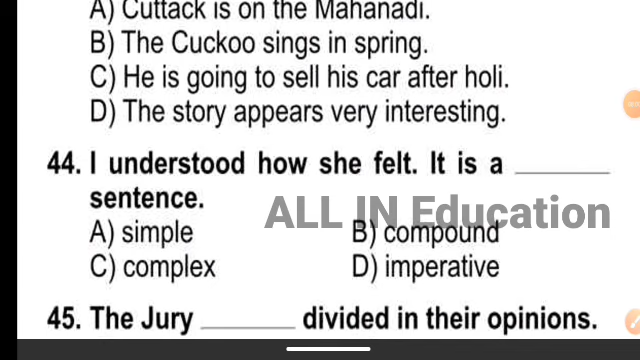 A) Cuttack is on the Mahanadi.
B) The Cuckoo sings in spring.
C) He is going to sell his car after holi.
D) The story appears very interesting.
44. I understood how she felt. It is a ______
sentence.
ALL IN Education
A) simple B) compound
C) complex D) imperative
45. The Jury ______ divided in their opinions.